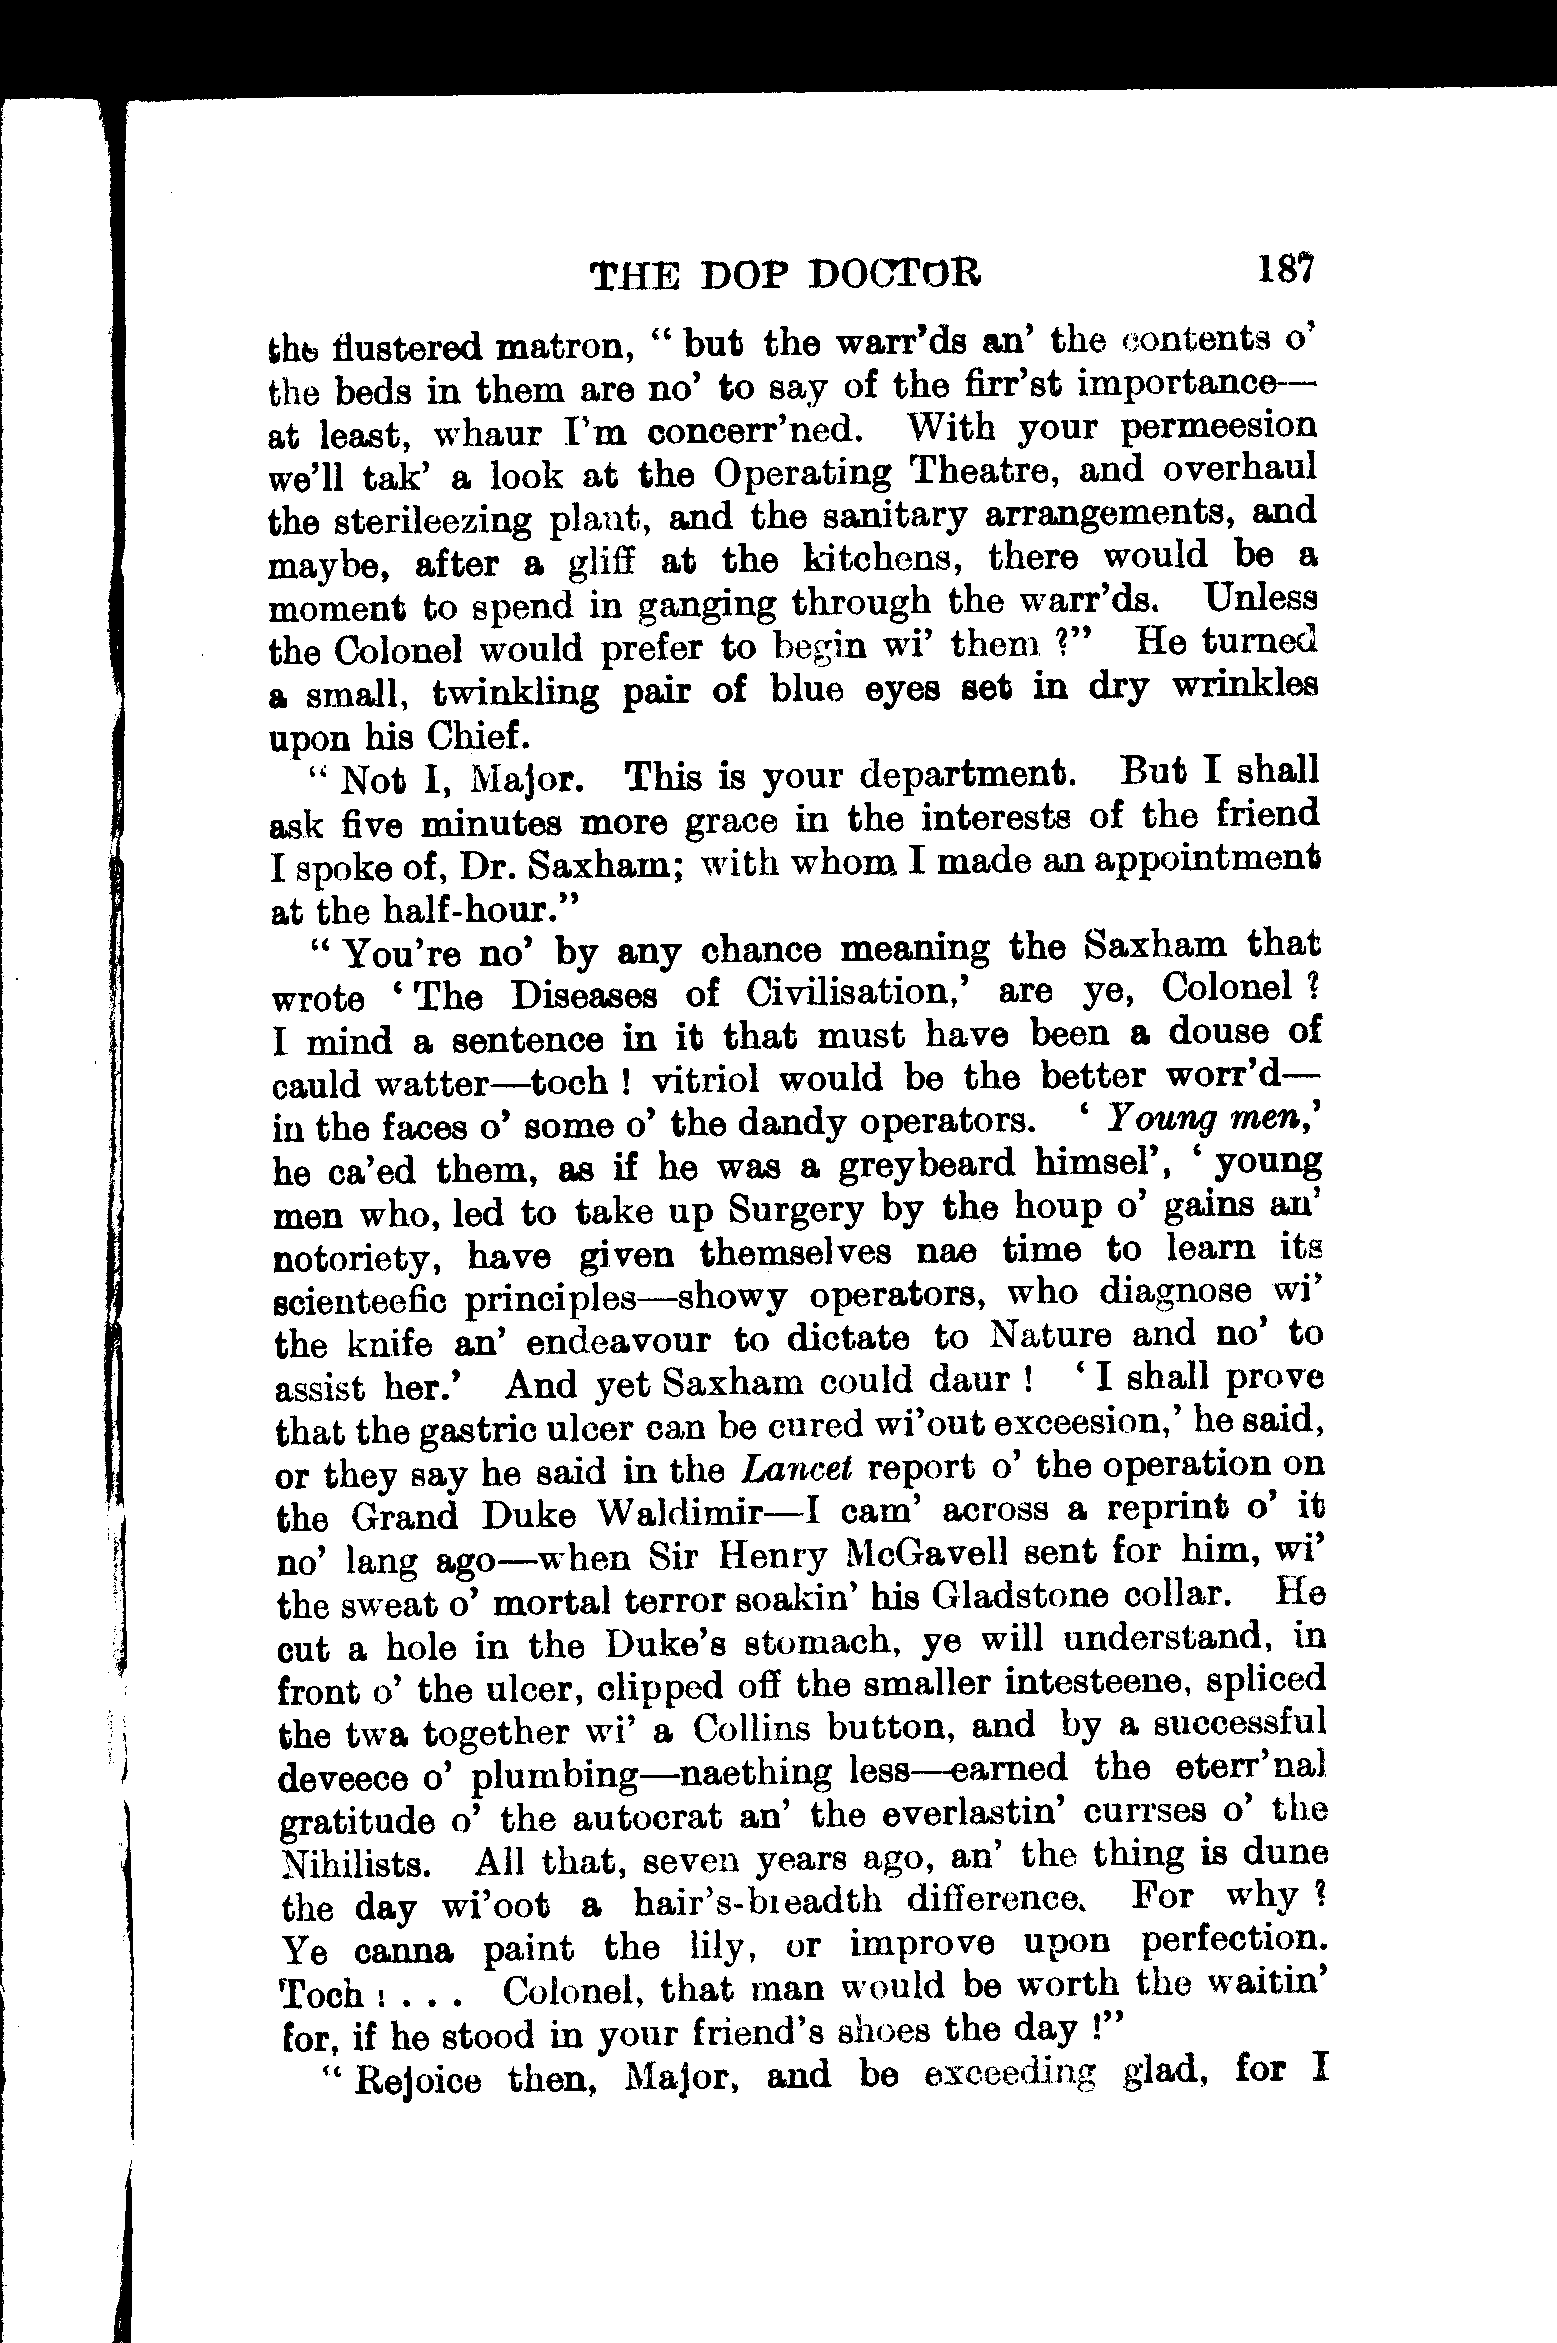 THE DOP DOCTOR 187
the flustered matron, “ but the warr’ds an’ the contents o’
the beds in them are no’ to say of the firr’st importance—
at least, whaur I’m concerr’ned. With your permeesion
we’ll tak’ a look at the Operating Theatre, and overhaul
the sterileezing plant, and the sanitary arrangements, and
maybe, after a gliff at the kitchens, there would be a
moment to spend in ganging through the warr’ds. Unless
the Colonel would prefer to begin wi’ them ?” He turned
a small, twinkling pair of blue eyes set in dry wrinkles
upon his Chief.
“ Not I, Major. This is your department. But I shall
ask five minutes more grace in the interests of the friend
I spoke of, Dr. Saxham; with whom I made an appointment
at the half-hour.”
“ You’re no’ by any chance meaning the Saxham that
wrote ‘ The Diseases of Civilisation,’ are ye, Colonel ?
I mind a sentence in it that must have been a douse of
cauld watter—toch ! vitriol would be the better worr’d—
in the faces o’ some o’ the dandy operators. ‘ Young men,’
he ca’ed them, as if he was a greybeard himsel’, ‘ young
men who, led to take up Surgery by the houp o’ gains an’
notoriety, have given themselves nae time to learn its
scienteefic principles—showy operators, who diagnose wi’
the knife an’ endeavour to dictate to Nature and no’ to
assist her.’ And yet Saxham could daur ! ‘ I shall prove
that the gastric ulcer can be cured wi’out exceesion,’ he said,
or they say he said in the Lancet report o’ the operation on
the Grand Duke Waldimir—I cam’ across a reprint o’ it
no’ lang ago—when Sir Henry McGavell sent for him, wi’
the sweat o’ mortal terror soakin’ his Gladstone collar. He
cut a hole in the Duke’s stomach, ye will understand, in
front o’ the ulcer, clipped off the smaller intesteene, spliced
the twa together wi’ a Collins button, and by a successful
deveece o’ plumbing—naething less—earned the eterr’nal
gratitude o’ the autocrat an’ the everlastin’ currses o’ the
Nihilists. All that, seven years ago, an’ the thing is dune
the day wi’oot a hair’s-breadth difference. For why ?
Ye canna paint the lily, or improve upon perfection.
Toch ! . . . Colonel, that man would be worth the waitin’
for, if he stood in your friend’s shoes the day !”
“ Rejoice then, Major, and be exceeding glad, for I